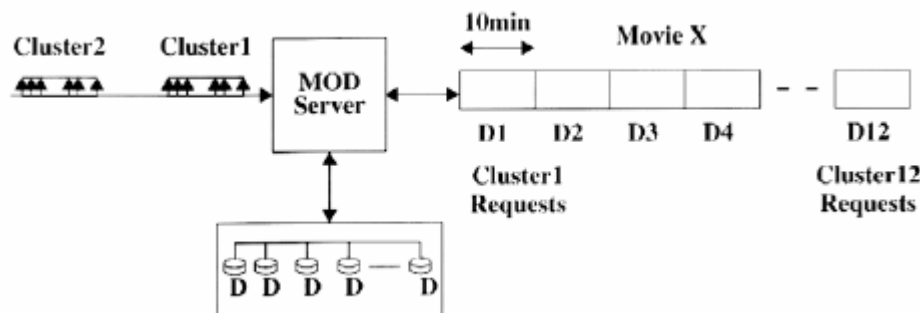 10min
Movie X
Cluster2
Cluster1
MOD
Server
D1
D2
D3
D4
D12
Cluster1
Requests
Cluster12
Requests
D
D
D
D
D